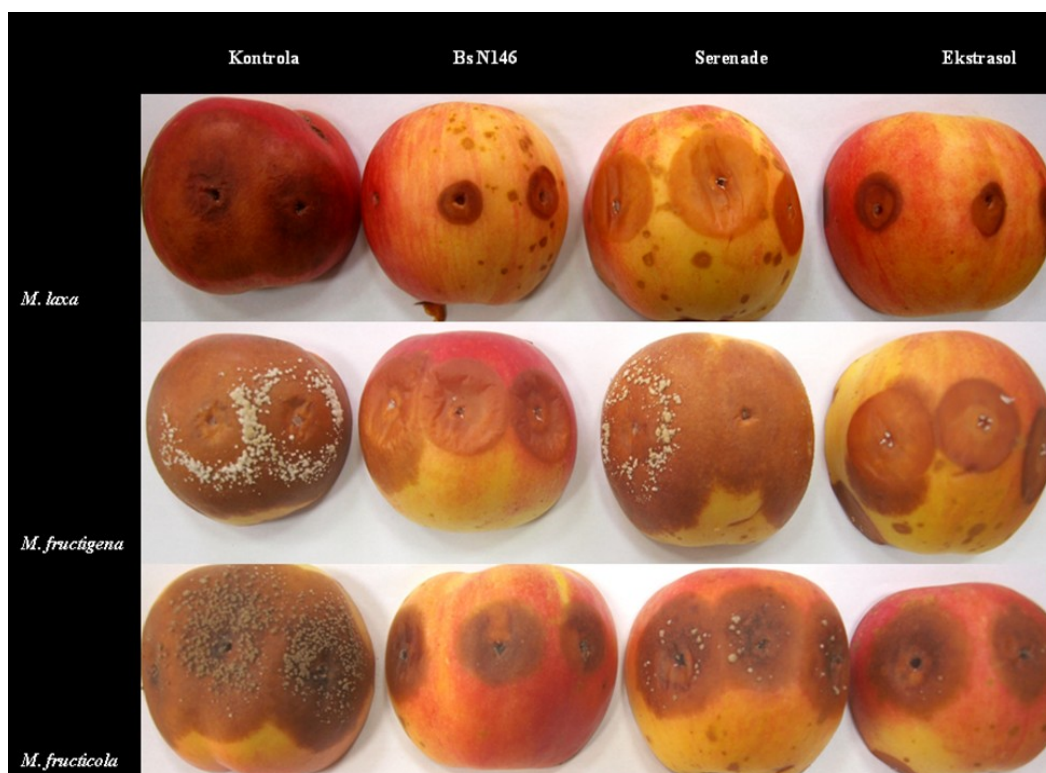 Kontrola Bs N146 Serenade Ekstrasol
M. laxa
M. fructigena
M. fructicola